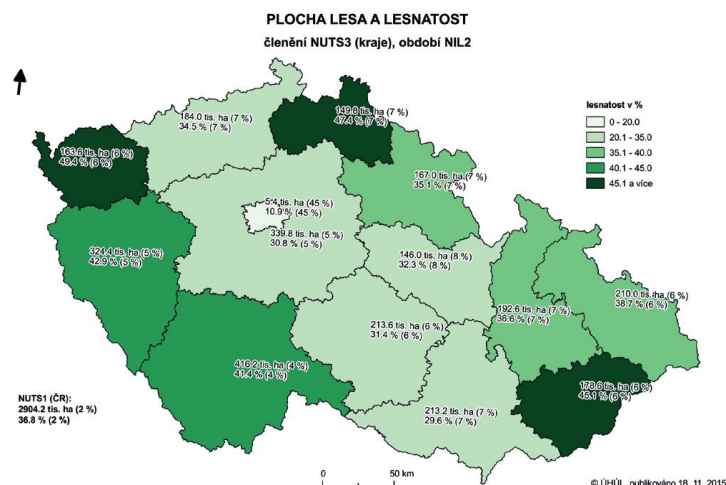 PLOCHA LESA A LESNATOST
členění NUTS3 (kraje), období NIL2
lesnatost v %
0 - 20.0
20.1 - 35.0
35.1 - 40.0
40.1 - 45.0
45.1 a více
184.0 tis. ha (7 %)
34.5 % (7 %)
149.8 tis. ha (7 %)
47.4 % (7 %)
163.6 tis. ha (6 %)
49.4 % (6 %)
167.0 tis. ha (7 %)
35.1 % (7 %)
5.4 tis. ha (45 %)
10.9 % (45 %)
339.8 tis. ha (5 %)
30.8 % (5 %)
324.4 tis. ha (5 %)
42.9 % (5 %)
146.0 tis. ha (8 %)
32.3 % (8 %)
210.0 tis. ha (6 %)
38.7 % (6 %)
192.6 tis. ha (7 %)
36.6 % (7 %)
213.6 tis. ha (6 %)
31.4 % (6 %)
416.2 tis. ha (4 %)
41.4 % (4 %)
178.6 tis. ha (6 %)
45.1 % (6 %)
213.2 tis. ha (7 %)
29.6 % (7 %)
NUTS1 (ČR):
2904.2 tis. ha (2 %)
36.8 % (2 %)
0 50 km
© ÚHÚL, publikováno 18. 11. 2015